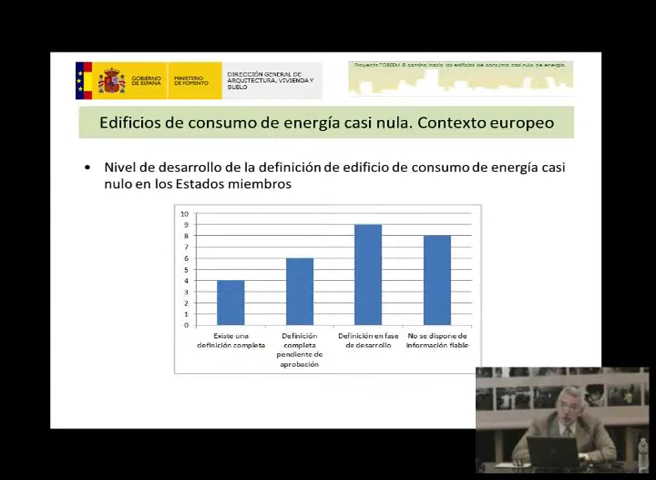 GOBIERNO
DE ESPAÑA
MINISTERIO
DE FOMENTO
DIRECCIÓN GENERAL DE
ARQUITECTURA, VIVIENDA Y
SUELO
Edificios de consumo de energía casi nula. Contexto europeo
• Nivel de desarrollo de la definición de edificio de consumo de energía casi
nulo en los Estados miembros
10
9
8
7
6
5
4
3
2
1
0
Existe una
definición completa
Definición
completa
pendiente de
aprobación
Definición en fase
de desarrollo
No se dispone de
información fiable